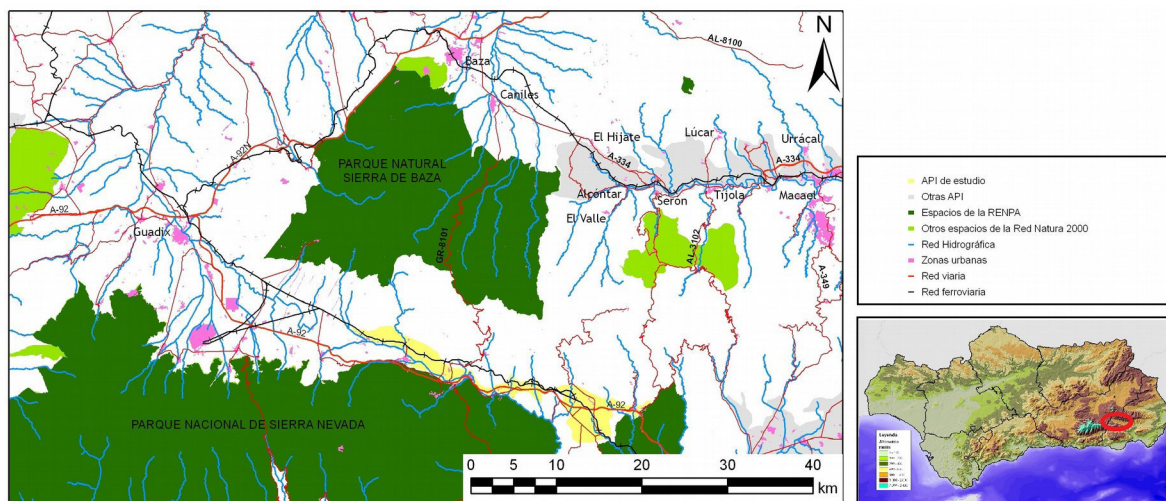 N
AL-8100
Baza
Caniles
El Hijate
Lúcar
Urrácal
A-92N
PARQUE NATURAL
SIERRA DE BAZA
A-334
A-334
Alcóntar
Serón
Tíjola
Macael
A-92
El Valle
Guadix
GR-8101
AL-3102
A-349
A-92
A-92
PARQUE NACIONAL DE SIERRA NEVADA
0 5 10 20 30 40
km
API de estudio
Otras API
Espacios de la RENPA
Otros espacios de la Red Natura 2000
Red Hidrográfica
Zonas urbanas
Red viaria
Red ferroviaria
Leyenda